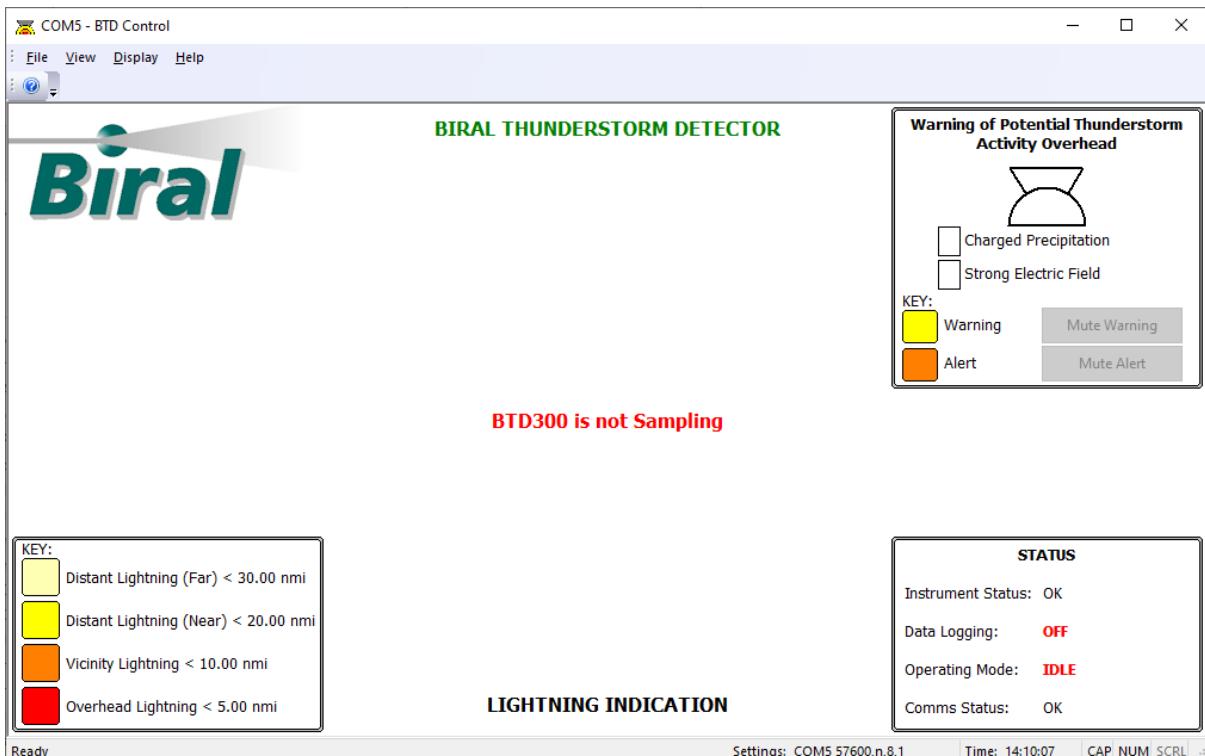 COM5 - BTD Control
File View Display Help
BIRAL THUNDERSTORM DETECTOR
Biral
Warning of Potential Thunderstorm
Activity Overhead
Charged Precipitation
Strong Electric Field
KEY:
Warning
Mute Warning
Alert
Mute Alert
BTD300 is not Sampling
KEY:
Distant Lightning (Far) < 30.00 nmi
Distant Lightning (Near) < 20.00 nmi
Vicinity Lightning < 10.00 nmi
Overhead Lightning < 5.00 nmi
LIGHTNING INDICATION
STATUS
Instrument Status: OK
Data Logging: OFF
Operating Mode: IDLE
Comms Status: OK
Ready Settings: COM5 57600,n,8,1 Time: 14:10:07 CAP NUM SCRL